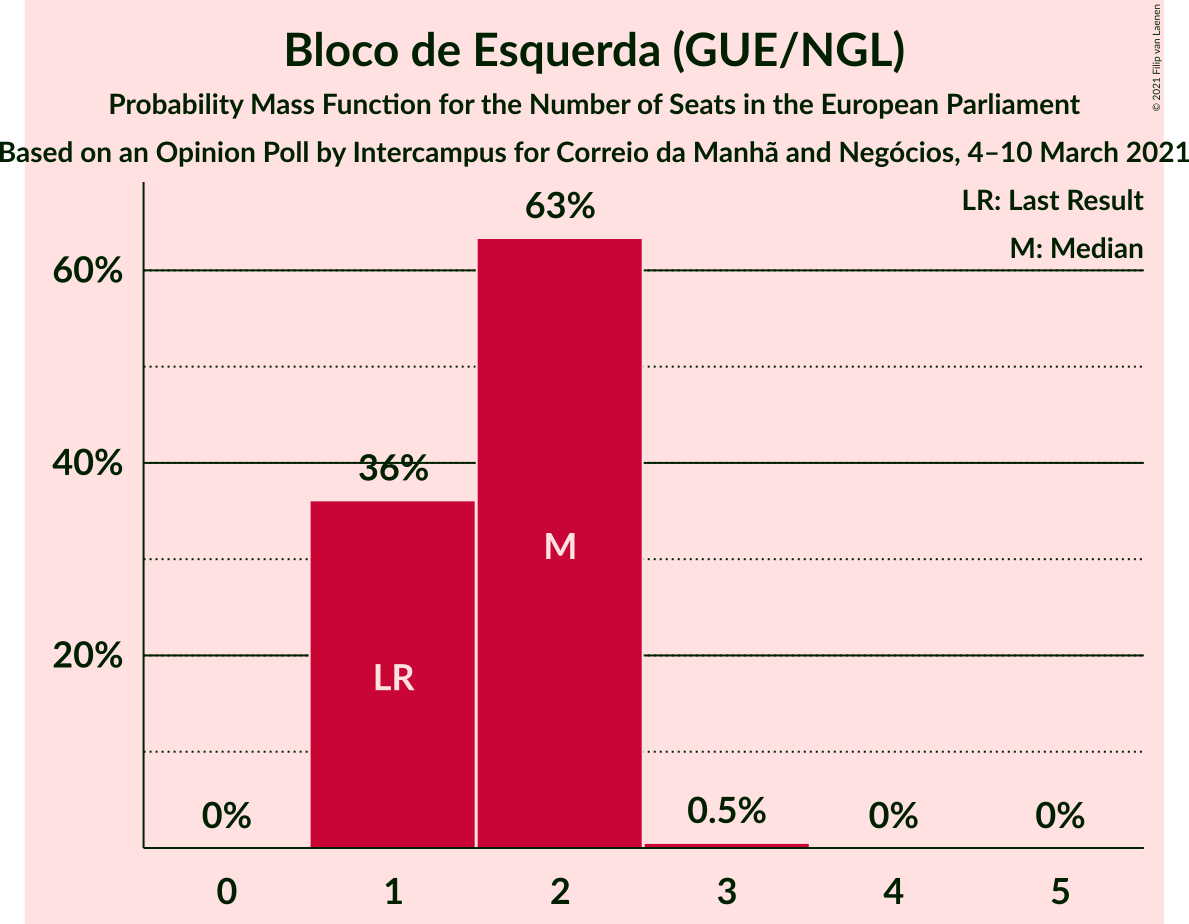 Bloco de Esquerda (GUE/NGL)
Probability Mass Function for the Number of Seats in the European Parliament
Based on an Opinion Poll by Intercampus for Correio da Manhã and Negócios, 4–10 March 2021
© 2021 Filip van Laenen
LR: Last Result
M: Median
63%
60%
40%
36%
M
20%
LR
0%
0.5%
0%
0%
0 1 2 3 4 5